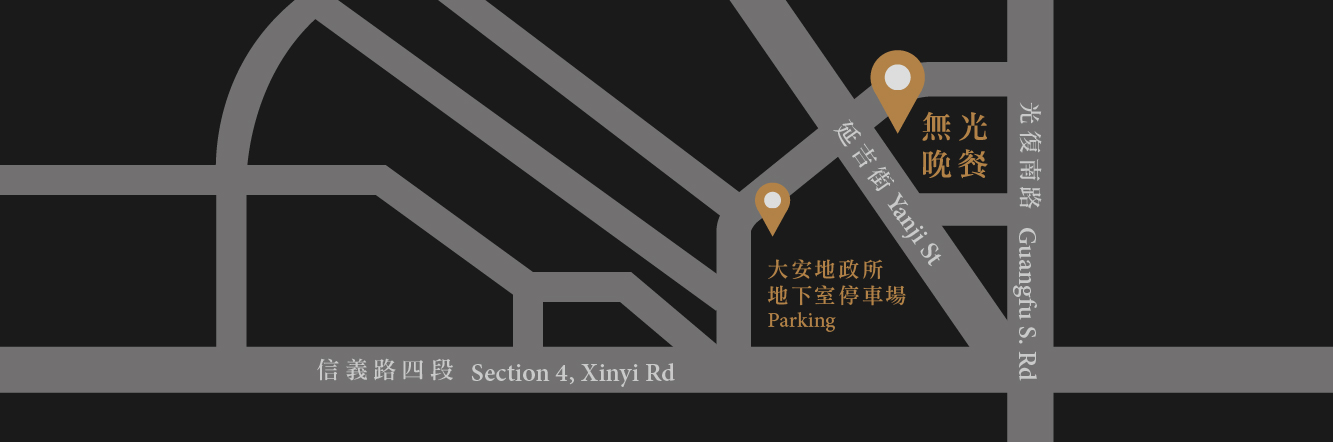 無光
晚餐
延吉街 Yanji St
光復南路 Guangfu S. Rd
大安地政所
地下室停車場
Parking
信義路四段 Section 4, Xinyi Rd